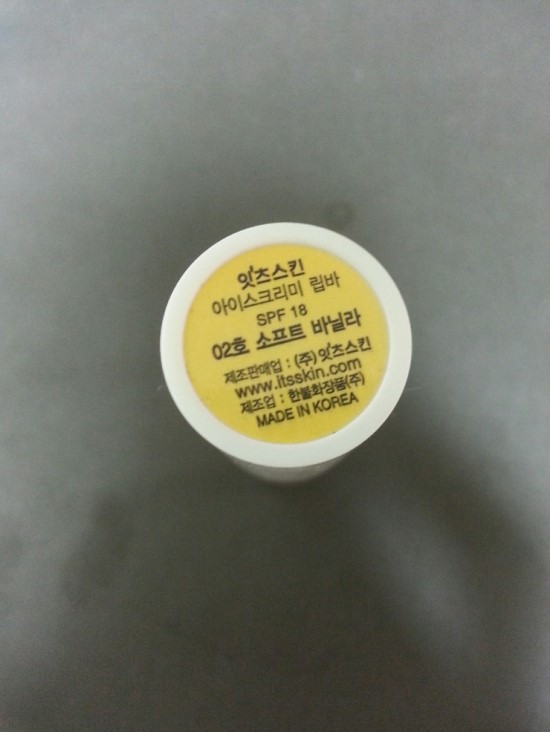 잇츠스킨
아이스크리미 립바
SPF 18
02호 소프트 바닐라
제조판매업 : (주)잇츠스킨
www.itsskin.com
제조업 : 한불화장품(주)
MADE IN KOREA